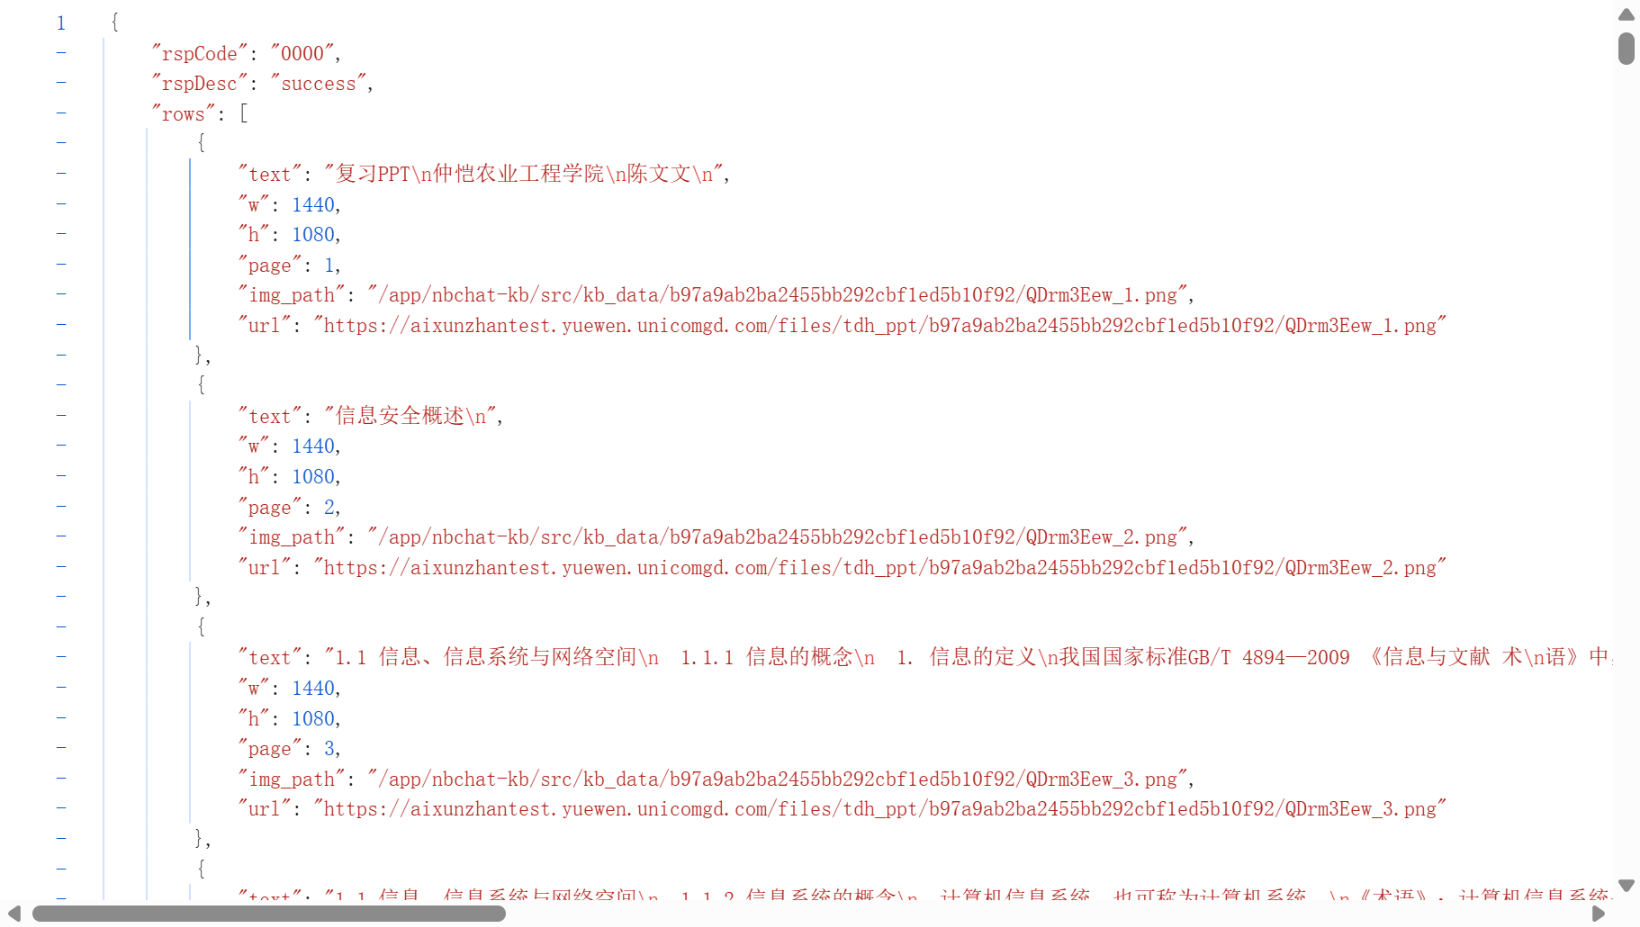 1 {
- "rspCode": "0000",
- "rspDesc": "success",
- "rows": [
- {
- "text": "复习PPT\n仲恺农业工程学院\n陈文文\n",
- "w": 1440,
- "h": 1080,
- "page": 1,
- "img_path": "/app/nbchat-kb/src/kb_data/b97a9ab2ba2455bb292cbf1ed5b10f92/QDrm3Eew_1.png",
- "url": "https://aixunzhantest.yuewen.unicomgd.com/files/tdh_ppt/b97a9ab2ba2455bb292cbf1ed5b10f92/QDrm3Eew_1.png"
- },
- {
- "text": "信息安全概述\n",
- "w": 1440,
- "h": 1080,
- "page": 2,
- "img_path": "/app/nbchat-kb/src/kb_data/b97a9ab2ba2455bb292cbf1ed5b10f92/QDrm3Eew_2.png",
- "url": "https://aixunzhantest.yuewen.unicomgd.com/files/tdh_ppt/b97a9ab2ba2455bb292cbf1ed5b10f92/QDrm3Eew_2.png"
- },
- {
- "text": "1.1 信息、信息系统与网络空间\n  1.1.1 信息的概念\n  1. 信息的定义\n我国国家标准GB/T 4894—2009 《信息与文献 术\n语》中,
- "w": 1440,
- "h": 1080,
- "page": 3,
- "img_path": "/app/nbchat-kb/src/kb_data/b97a9ab2ba2455bb292cbf1ed5b10f92/QDrm3Eew_3.png",
- "url": "https://aixunzhantest.yuewen.unicomgd.com/files/tdh_ppt/b97a9ab2ba2455bb292cbf1ed5b10f92/QDrm3Eew_3.png"
- },
- {
- "text": "1.1 信息、信息系统与网络空间\n  1.1.2 信息系统的概念\n  计算机信息系统，也可称为计算机系统。\n《术语》: 计算机信息系统